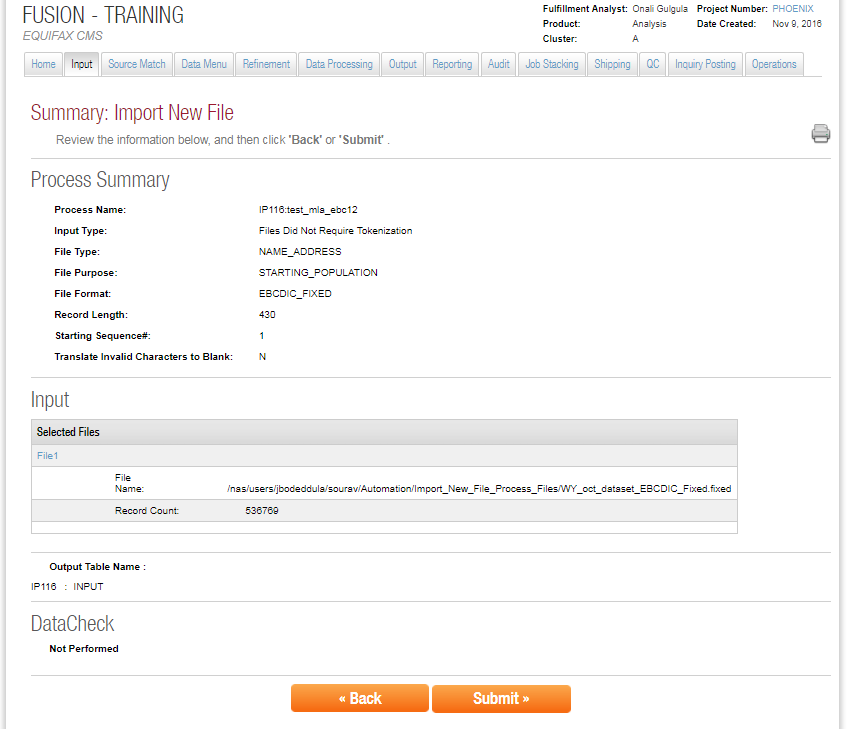 FUSION - TRAINING
EQUIFAX CMS
Fulfillment Analyst: Onali Gulgula Project Number: PHOENIX
Product: Analysis Date Created: Nov 9, 2016
Cluster: A
Home Input Source Match Data Menu Refinement Data Processing Output Reporting Audit Job Stacking Shipping QC Inquiry Posting Operations
Summary: Import New File
Review the information below, and then click 'Back' or 'Submit' .
Process Summary
Process Name: IP116:test_mla_ebc12
Input Type: Files Did Not Require Tokenization
File Type: NAME_ADDRESS
File Purpose: STARTING_POPULATION
File Format: EBCDIC_FIXED
Record Length: 430
Starting Sequence#: 1
Translate Invalid Characters to Blank: N
Input
Selected Files
File1
File
Name: /nas/users/jbodeddula/sourav/Automation/Import_New_File_Process_Files/WY_oct_dataset_EBCDIC_Fixed.fixed
Record Count: 536769
Output Table Name :
IP116 : INPUT
DataCheck
Not Performed
« Back Submit »